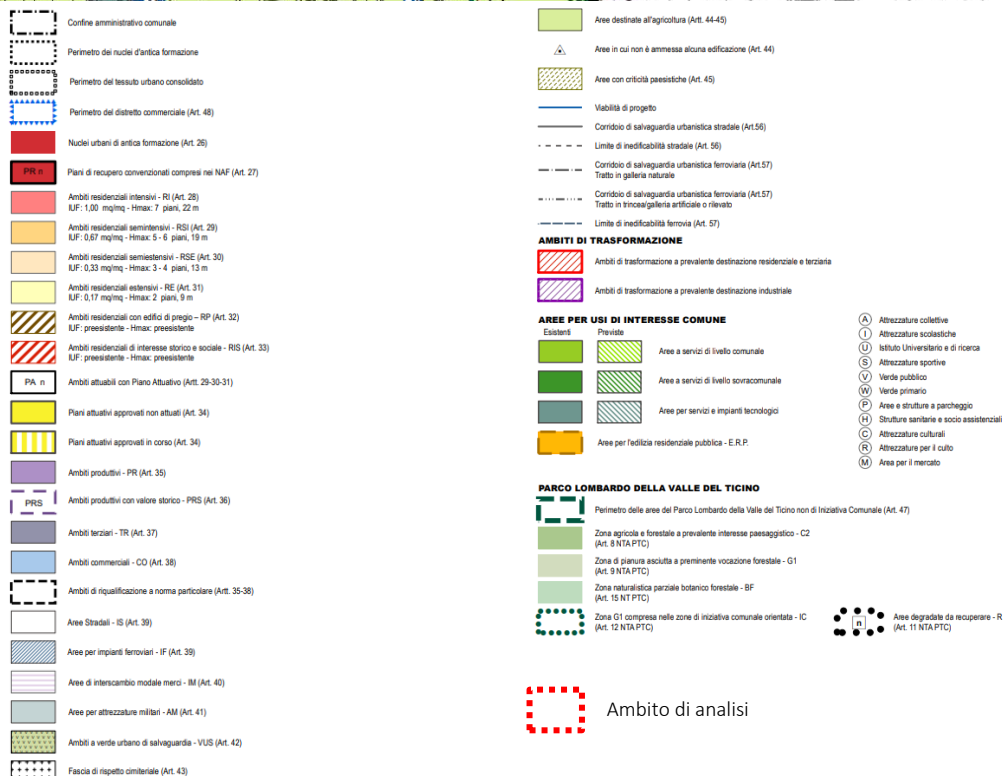 Confine amministrativo comunale
Perimetro dei nuclei d'antica formazione
Perimetro del tessuto urbano consolidato
Perimetro del distretto commerciale (Art. 48)
Nuclei urbani di antica formazione (Art. 26)
PR n
Piani di recupero convenzionati compresi nei NAF (Art. 27)
Ambiti residenziali intensivi - RI (Art. 28)
IUF: 1,00 mq/mq - Hmax: 7 piani, 22 m
Ambiti residenziali semintensivi - RSI (Art. 29)
IUF: 0,67 mq/mq - Hmax: 5 - 6 piani, 19 m
Ambiti residenziali semiestensivi - RSE (Art. 30)
IUF: 0,33 mq/mq - Hmax: 3 - 4 piani, 13 m
Ambiti residenziali estensivi - RE (Art. 31)
IUF: 0,17 mq/mq - Hmax: 2 piani, 9 m
Ambiti residenziali con edifici di pregio – RP (Art. 32)
IUF: preesistente - Hmax: preesistente
Ambiti residenziali di interesse storico e sociale - RIS (Art. 33)
IUF: preesistente - Hmax: preesistente
PA n
Ambiti attuabili con Piano Attuativo (Artt. 29-30-31)
Piani attuativi approvati non attuati (Art. 34)
Piani attuativi approvati in corso (Art. 34)
Ambiti produttivi - PR (Art. 35)
PRS
Ambiti produttivi con valore storico - PRS (Art. 36)
Ambiti terziari - TR (Art. 37)
Ambiti commerciali - CO (Art. 38)
Ambiti di riqualificazione a norma particolare (Artt. 35-38)
Aree Stradali - IS (Art. 39)
Aree per impianti ferroviari - IF (Art. 39)
Aree di interscambio modale merci - IM (Art. 40)
Aree per attrezzature militari - AM (Art. 41)
Ambiti a verde urbano di salvaguardia - VUS (Art. 42)
Fascia di rispetto cimiteriale (Art. 43)
Aree destinate all'agricoltura (Artt. 44-45)
Aree in cui non è ammessa alcuna edificazione (Art. 44)
Aree con criticità paesistiche (Art. 45)
Viabilità di progetto
Corridoio di salvaguardia urbanistica stradale (Art.56)
Limite di inedificabilità stradale (Art. 56)
Corridoio di salvaguardia urbanistica ferroviaria (Art.57)
Tratto in galleria naturale
Corridoio di salvaguardia urbanistica ferroviaria (Art.57)
Tratto in trincea/galleria artificiale o rilevato
Limite di inedificabilità ferrovia (Art. 57)
AMBITI DI TRASFORMAZIONE
Ambiti di trasformazione a prevalente destinazione residenziale e terziaria
Ambiti di trasformazione a prevalente destinazione industriale
AREE PER USI DI INTERESSE COMUNE
Esistenti Previste
Aree a servizi di livello comunale
Aree a servizi di livello sovracomunale
Aree per servizi e impianti tecnologici
Aree per l'edilizia residenziale pubblica - E.R.P.
A Attrezzature collettive
I Attrezzature scolastiche
U Istituto Universitario e di ricerca
S Attrezzature sportive
V Verde pubblico
W Verde primario
P Aree e strutture a parcheggio
H Strutture sanitarie e socio assistenziali
C Attrezzature culturali
R Attrezzature per il culto
M Area per il mercato
PARCO LOMBARDO DELLA VALLE DEL TICINO
Perimetro delle aree del Parco Lombardo della Valle del Ticino non di Iniziativa Comunale (Art. 47)
Zona agricola e forestale a prevalente interesse paesaggistico - C2
(Art. 8 NTA PTC)
Zona di pianura asciutta a preminente vocazione forestale - G1
(Art. 9 NTA PTC)
Zona naturalistica parziale botanico forestale - BF
(Art. 15 NT PTC)
Zona G1 compresa nelle zone di iniziativa comunale orientata - IC
(Art. 12 NTA PTC)
n
Aree degradate da recuperare - R
(Art. 11 NTA PTC)
Ambito di analisi